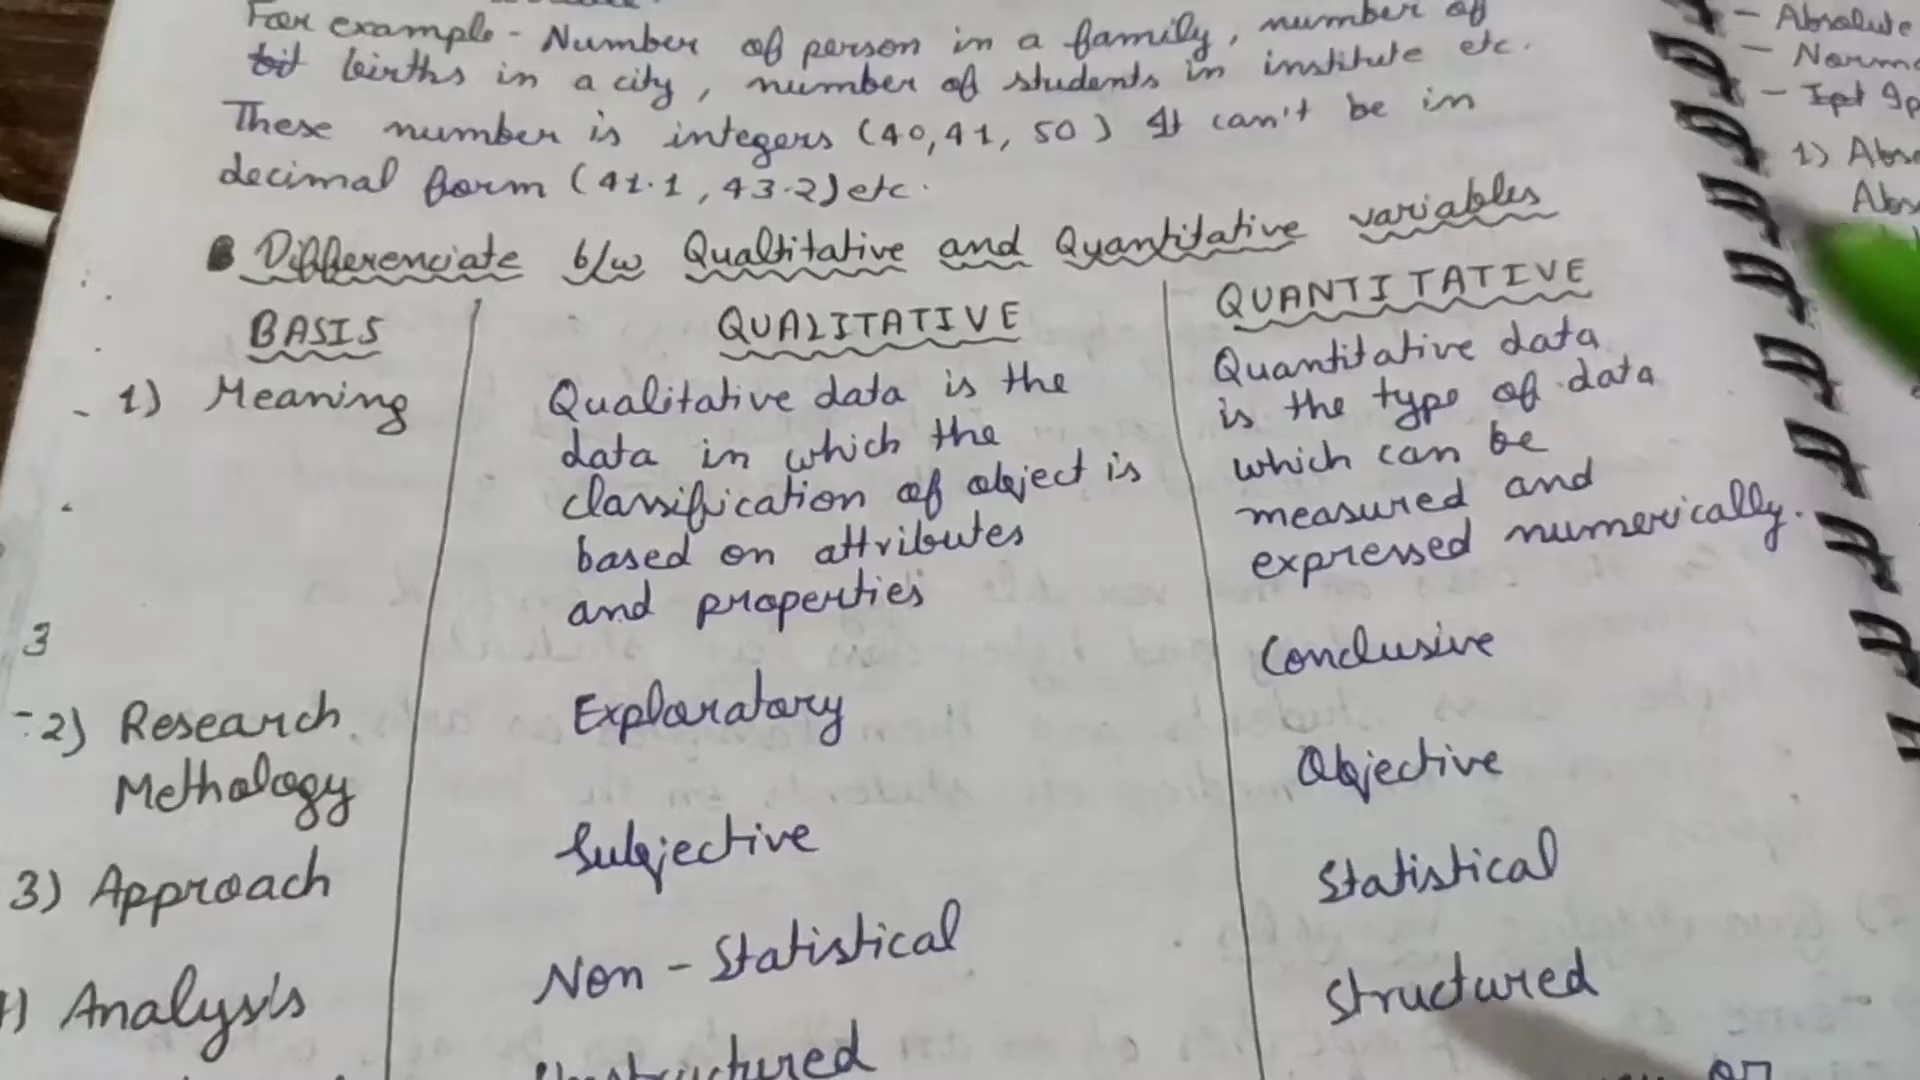 For example - Number of person in a family, number of
births in a city, number of students in institute etc.
These number is integers (40,41, 50) It can't be in
decimal form (41.1, 43.2) etc.
Differenciate b/w Qualtitative and Quantitative variables
BASIS
QUALITATIVE
QUANTITATIVE
1) Meaning
Qualitative data is the
data in which the
classification of object is
based on attributes
and properties
Quantitative data
is the type of data
which can be
measured and
expressed numerically.
3
2) Research
Methology
Exploratory
Conclusive
3) Approach
Subjective
Objective
Analysis
Non - Statistical
Statistical
Unstructured
Structured
- Absolute
-
1)